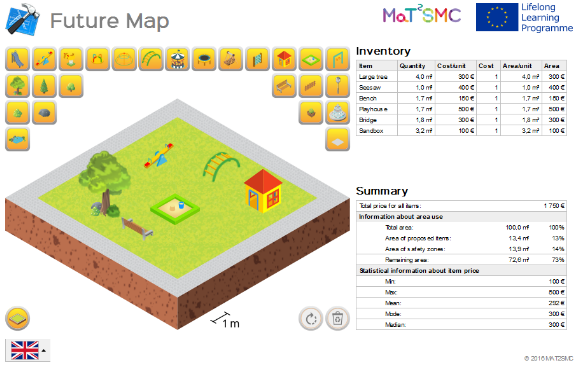 Future Map
MaT²SMC
Lifelong
Learning
Programme
Inventory
Item Quantity Cost/unit Cost Area/unit Area
Large tree 4,0 m² 300 € 1 4,0 m² 300 €
Seesaw 1,0 m² 400 € 1 1,0 m² 400 €
Bench 1,7 m² 150 € 1 1,7 m² 150 €
Playhouse 1,7 m² 500 € 1 1,7 m² 500 €
Bridge 1,8 m² 300 € 1 1,8 m² 300 €
Sandbox 3,2 m² 100 € 1 3,2 m² 100 €
Summary
Total price for all items: 1 750 €
Information about area use
Total area: 100,0 m² 100%
Area of proposed items: 13,4 m² 13%
Area of safety zones: 13,9 m² 14%
Remaining area: 72,6 m² 73%
Statistical information about item price
Min: 100 €
Max: 500 €
Mean: 292 €
Mode: 300 €
Median: 300 €
1 m
© 2015 MAT2SMC